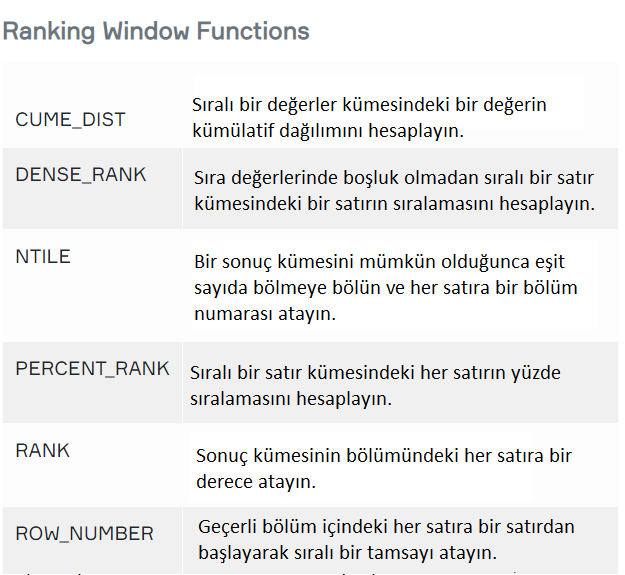 Ranking Window Functions
CUME_DIST
Sıralı bir değerler kümesindeki bir değerin
kümülatif dağılımını hesaplayın.
DENSE_RANK
Sıra değerlerinde boşluk olmadan sıralı bir satır
kümesindeki bir satırın sıralamasını hesaplayın.
NTILE
Bir sonuç kümesini mümkün olduğunca eşit
sayıda bölmeye bölün ve her satıra bir bölüm
numarası atayın.
PERCENT_RANK
Sıralı bir satır kümesindeki her satırın yüzde
sıralamasını hesaplayın.
RANK
Sonuç kümesinin bölümündeki her satıra bir
derece atayın.
ROW_NUMBER
Geçerli bölüm içindeki her satıra bir satırdan
başlayarak sıralı bir tamsayı atayın.